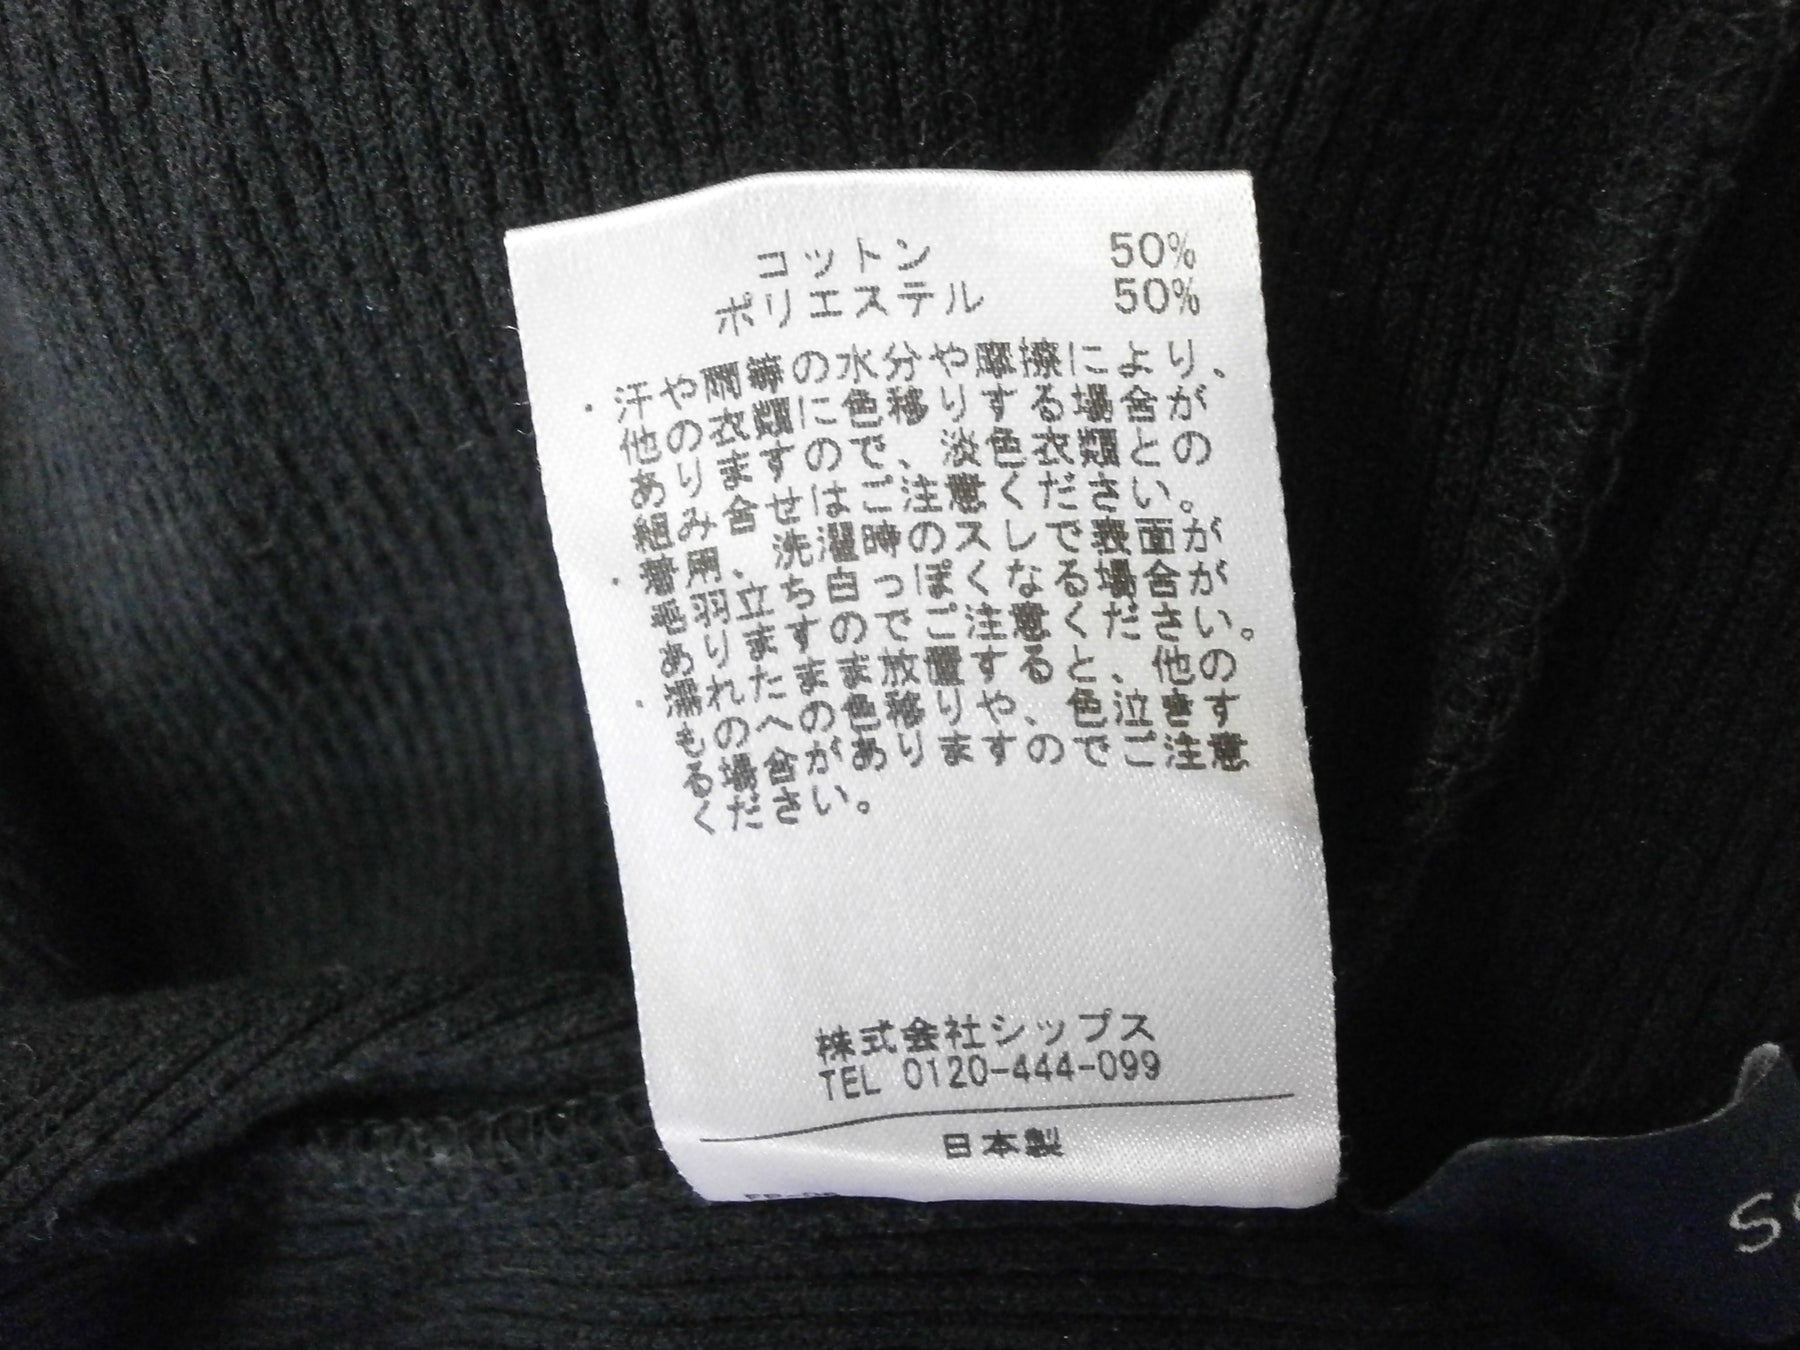 コットン 50%
ポリエステル 50%
・汗や雨等の水分や摩擦により、
他の衣類に色移りする場合が
ありますので、淡色衣類との
組み合せはご注意ください。
・着用、洗濯時のスレで表面が
毛羽立ち白っぽくなる場合が
ありますのでご注意ください。
・濡れたまま放置すると、他の
ものへの色移りや、色泣きす
る場合がありますのでご注意
ください。
株式会社シップス
TEL 0120-444-099
日本製